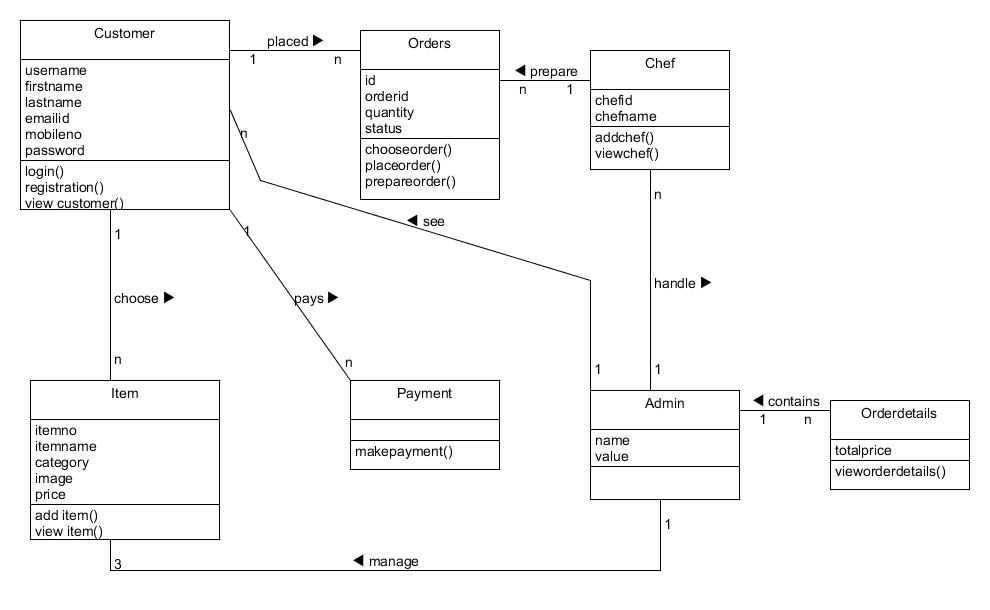 Customer
username
firstname
lastname
emailid
mobileno
password
login()
registration()
view customer()
placed ▶
1
n
Orders
id
orderid
quantity
status
chooseorder()
placeorder()
prepareorder()
◀ prepare
n
1
Chef
chefid
chefname
addchef()
viewchef()
n
◀ see
1
n
handle ▶
1
1
choose ▶
n
1
pays ▶
n
Item
itemno
itemname
category
image
price
add item()
view item()
Payment
makepayment()
Admin
name
value
◀ contains
1
n
Orderdetails
totalprice
vieworderdetails()
1
◀ manage
3